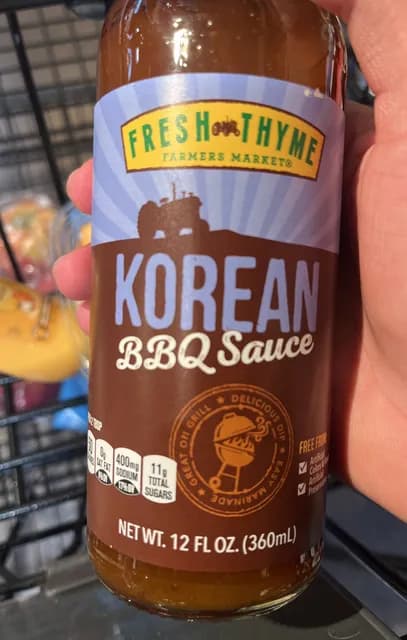 FRESH THYME
FARMERS MARKET®
KOREAN
BBQ Sauce
GREAT ON GRILL ★ DELICIOUS DIP ★ EASY MARINADE ★
0g
SAT FAT
400mg
SODIUM
11g
TOTAL
SUGARS
FREE
NET WT. 12 FL OZ. (360mL)